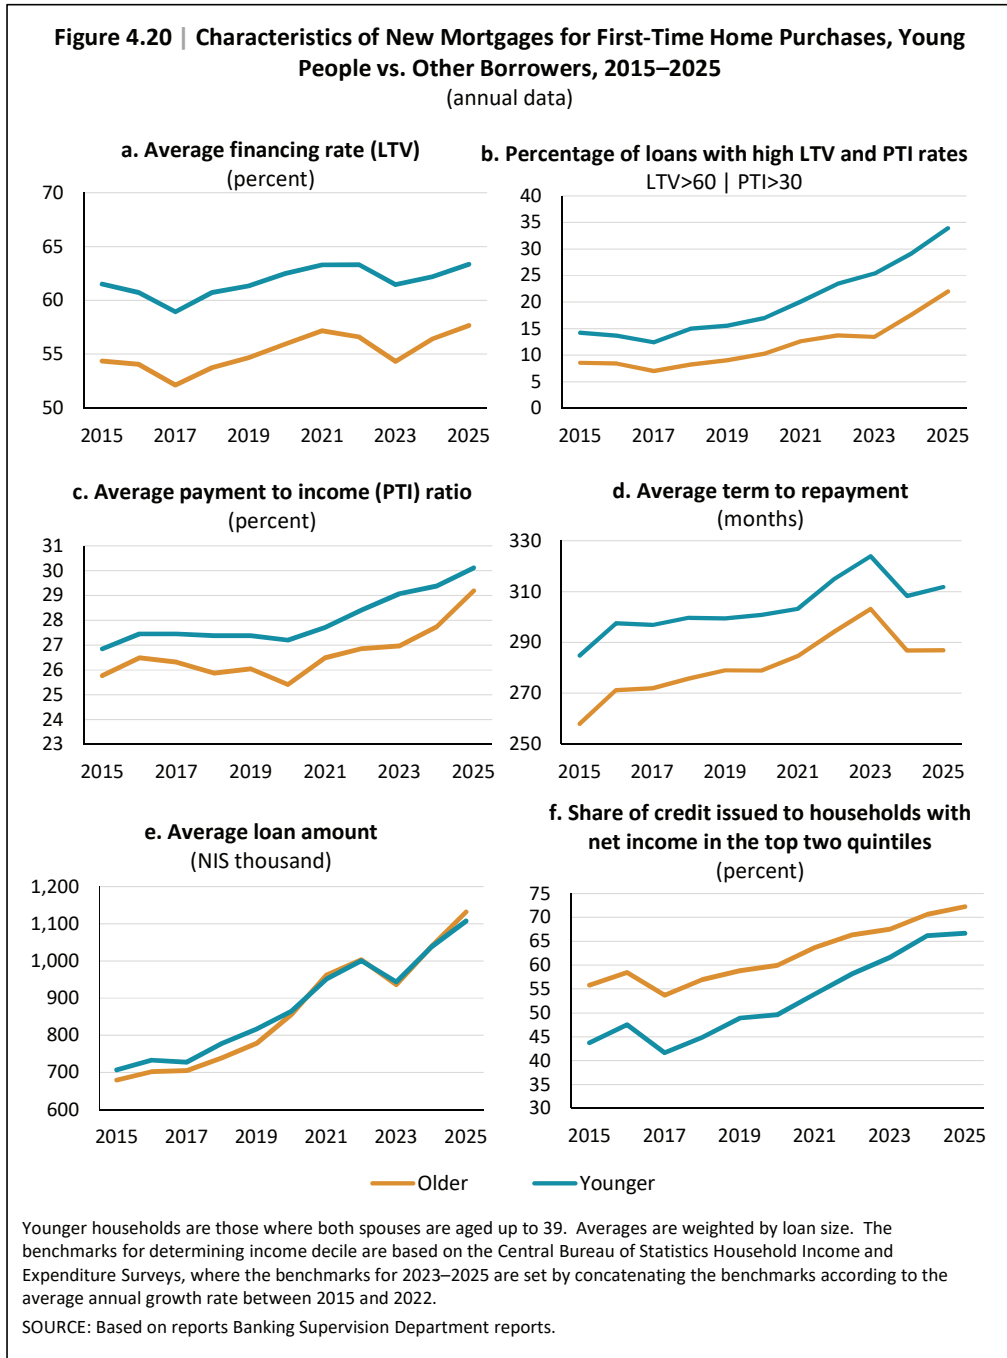 Figure 4.20 | Characteristics of New Mortgages for First-Time Home Purchases, Young
People vs. Other Borrowers, 2015–2025
(annual data)
a. Average financing rate (LTV)
(percent)
70
65
60
55
50
2015 2017 2019 2021 2023 2025
b. Percentage of loans with high LTV and PTI rates
LTV>60 | PTI>30
40
35
30
25
20
15
10
5
0
2015 2017 2019 2021 2023 2025
c. Average payment to income (PTI) ratio
(percent)
31
30
29
28
27
26
25
24
23
2015 2017 2019 2021 2023 2025
d. Average term to repayment
(months)
330
310
290
270
250
2015 2017 2019 2021 2023 2025
e. Average loan amount
(NIS thousand)
1,200
1,100
1,000
900
800
700
600
2015 2017 2019 2021 2023 2025
f. Share of credit issued to households with
net income in the top two quintiles
(percent)
75
70
65
60
55
50
45
40
35
30
2015 2017 2019 2021 2023 2025
Older Younger
Younger households are those where both spouses are aged up to 39. Averages are weighted by loan size. The
benchmarks for determining income decile are based on the Central Bureau of Statistics Household Income and
Expenditure Surveys, where the benchmarks for 2023–2025 are set by concatenating the benchmarks according to the
average annual growth rate between 2015 and 2022.
SOURCE: Based on reports Banking Supervision Department reports.